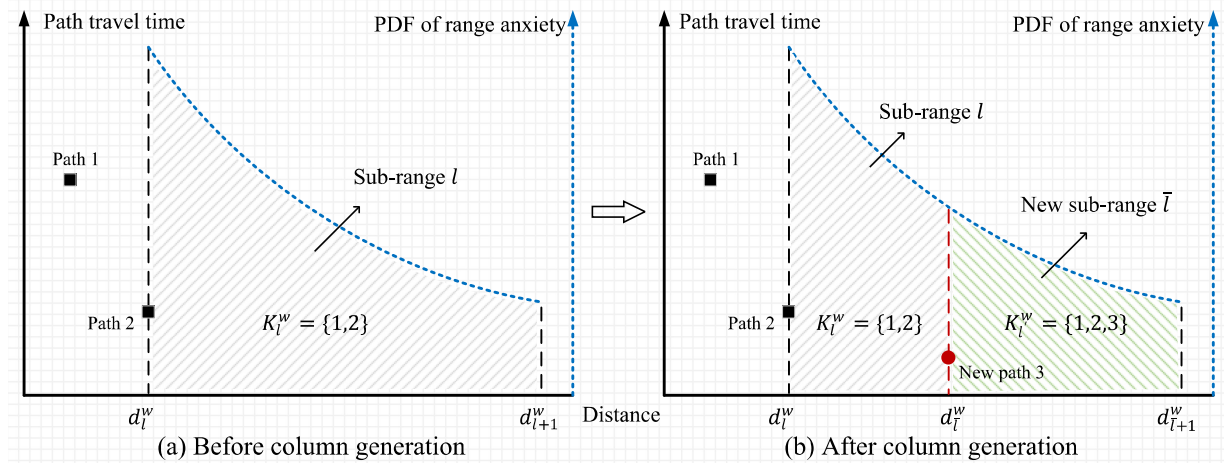 Path travel time
PDF of range anxiety
Path 1
Sub-range l
Path 2
K_l^w = {1,2}
d_l^w
d_{l+1}^w
(a) Before column generation
Distance
Path travel time
PDF of range anxiety
Sub-range l
Path 1
New sub-range l̅
Path 2
K_l^w = {1,2}
K_{l'}^w = {1,2,3}
New path 3
d_l^w
d_{l̅}^w
d_{l̅+1}^w
(b) After column generation